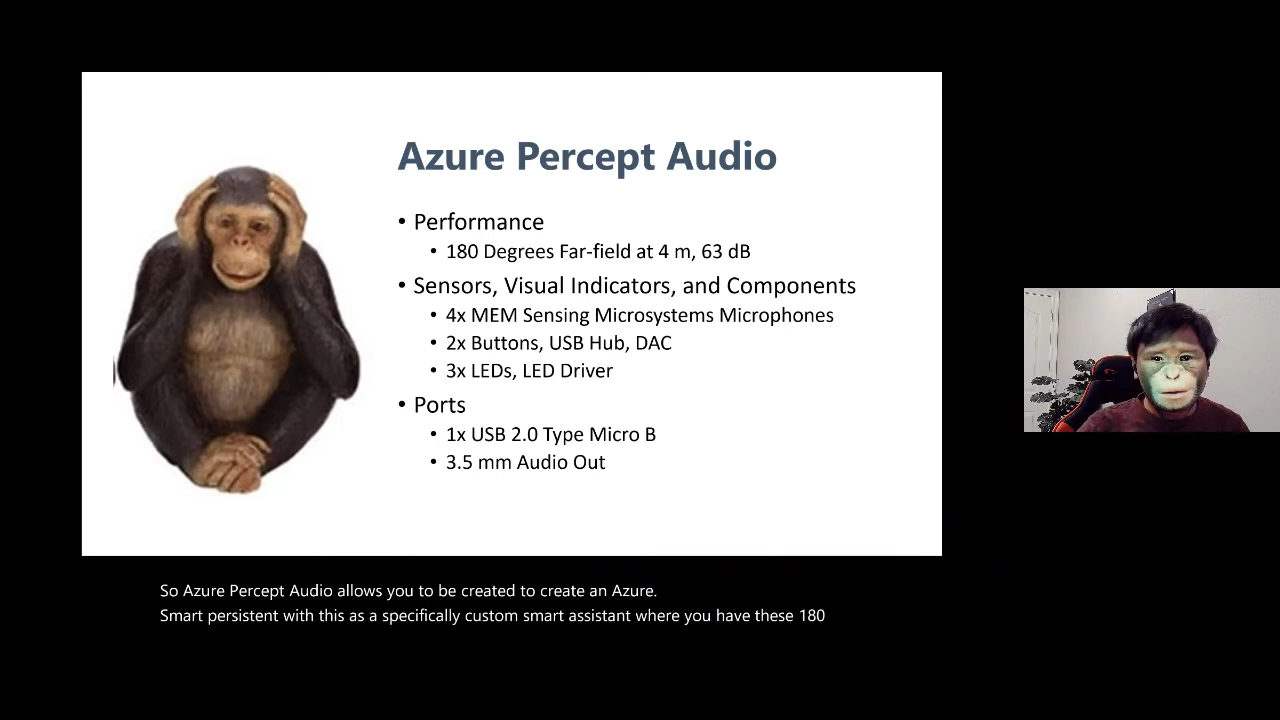 Azure Percept Audio
• Performance
• 180 Degrees Far-field at 4 m, 63 dB
• Sensors, Visual Indicators, and Components
• 4x MEM Sensing Microsystems Microphones
• 2x Buttons, USB Hub, DAC
• 3x LEDs, LED Driver
• Ports
• 1x USB 2.0 Type Micro B
• 3.5 mm Audio Out
So Azure Percept Audio allows you to be created to create an Azure.
Smart persistent with this as a specifically custom smart assistant where you have these 180